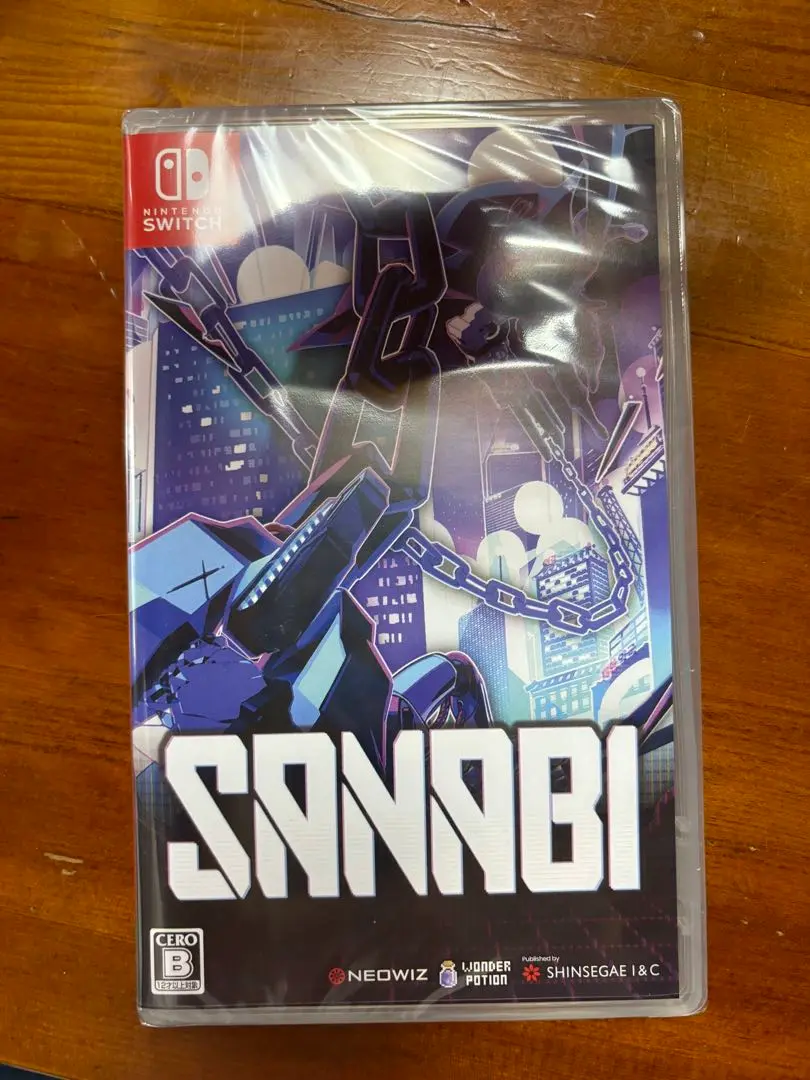 NINTENDO
SWITCH
SANABI
CERO
B
12才以上対象
NEOWIZ
WONDER
POTION
Published by
SHINSEGAE I&C